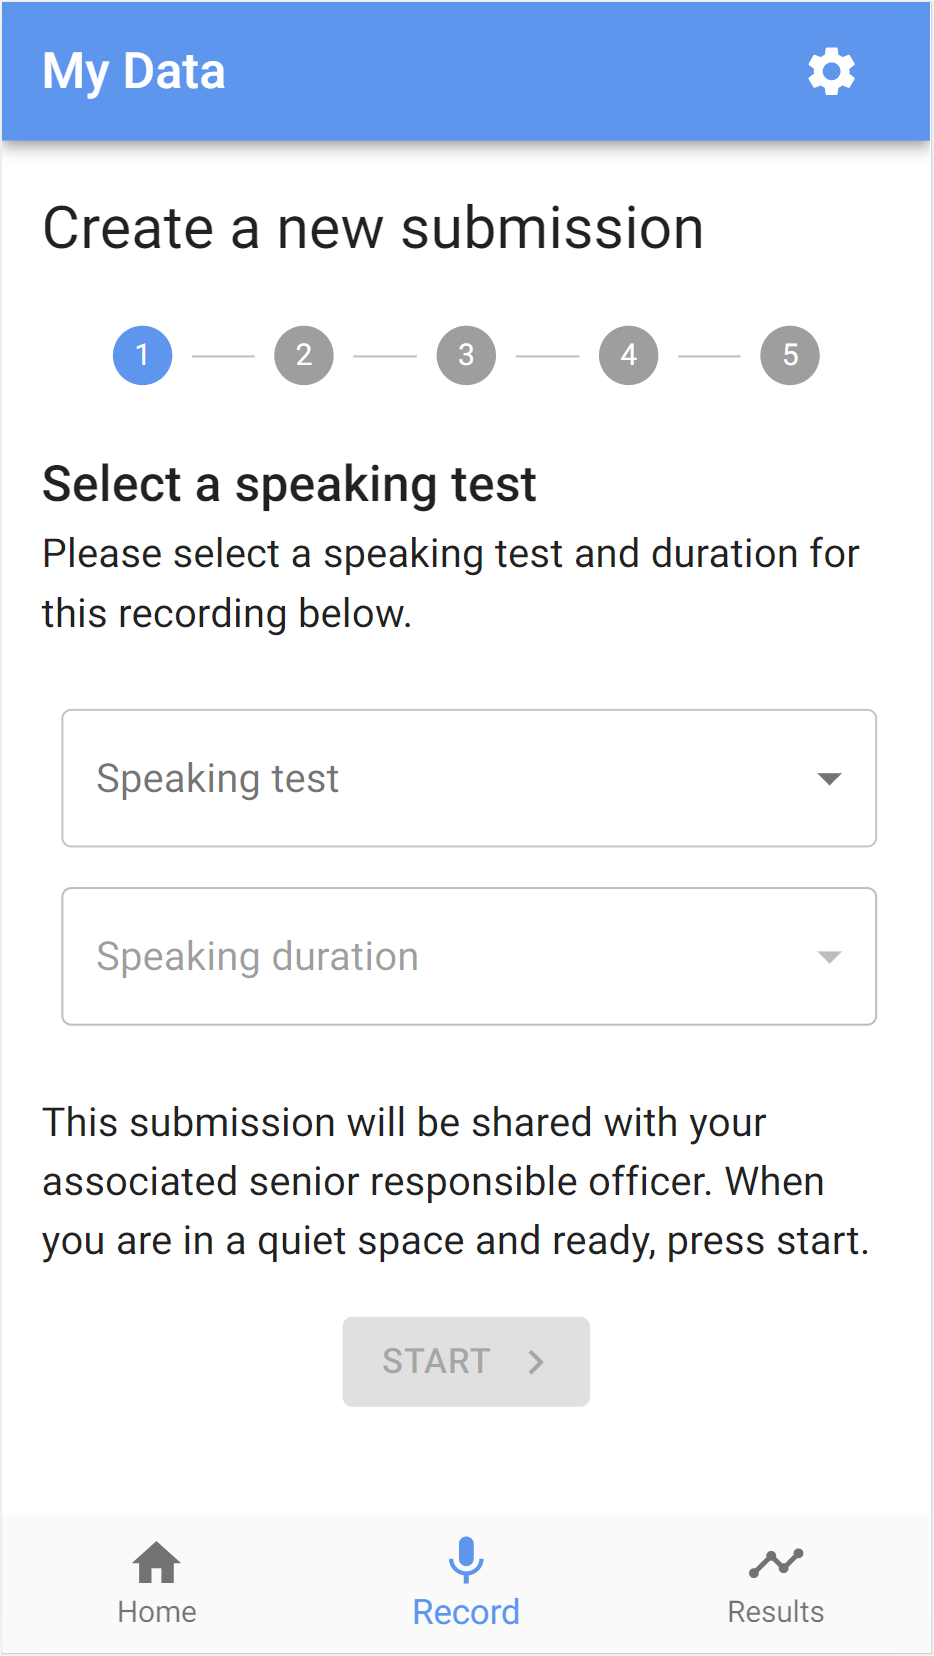 My Data
Create a new submission
1 2 3 4 5
Select a speaking test
Please select a speaking test and duration for
this recording below.
Speaking test
Speaking duration
This submission will be shared with your
associated senior responsible officer. When
you are in a quiet space and ready, press start.
START
Home Record Results